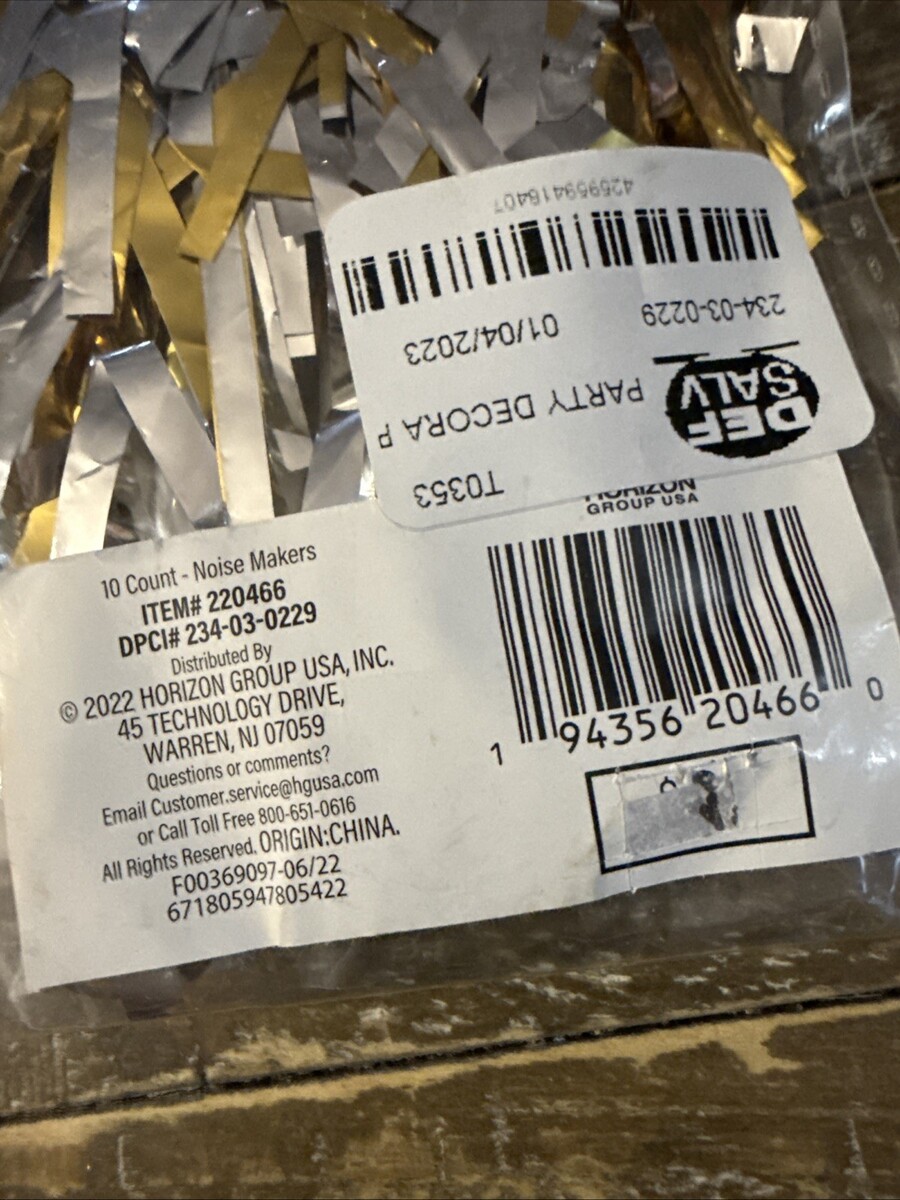 425959418407
234-03-0229 01/04/2023
DEF
SALV
PARTY DECORA P
T0353
HORIZON
GROUP USA
1 94356 20466 0
10 Count - Noise Makers
ITEM# 220466
DPCI# 234-03-0229
Distributed By
© 2022 HORIZON GROUP USA, INC.
45 TECHNOLOGY DRIVE,
WARREN, NJ 07059
Questions or comments?
Email Customer.service@hgusa.com
or Call Toll Free 800-651-0616
All Rights Reserved. ORIGIN:CHINA.
F00369097-06/22
671805947805422